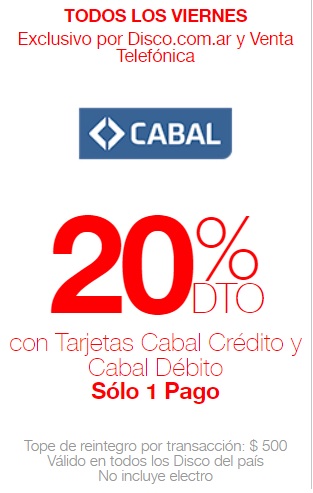 TODOS LOS VIERNES
Exclusivo por Disco.com.ar y Venta
Telefónica
CABAL
20%
DTO
con Tarjetas Cabal Crédito y
Cabal Débito
Sólo 1 Pago
Tope de reintegro por transacción: $ 500
Válido en todos los Disco del país
No incluye electro